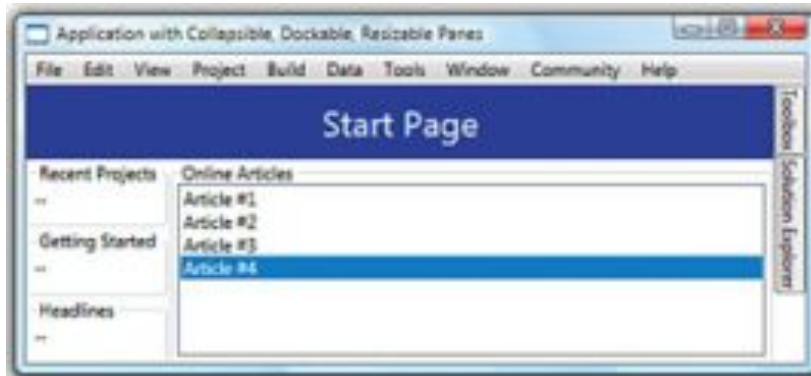 Application with Collapsible, Dockable, Resizable Panes
File Edit View Project Build Data Tools Window Community Help
Start Page
Toolbox
Solution Explorer
Recent Projects
--
Getting Started
--
Headlines
--
Online Articles
Article #1
Article #2
Article #3
Article #4